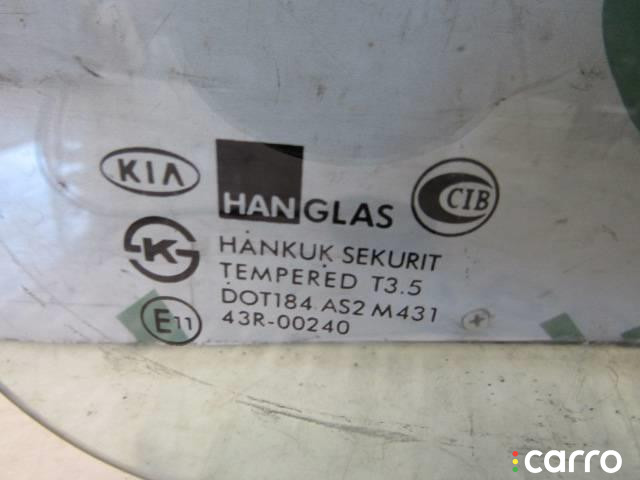 KIA HANGLAS CIB
HANKUK SEKURIT
TEMPERED T3.5
DOT184 AS2 M431
E11 43R-00240
carro